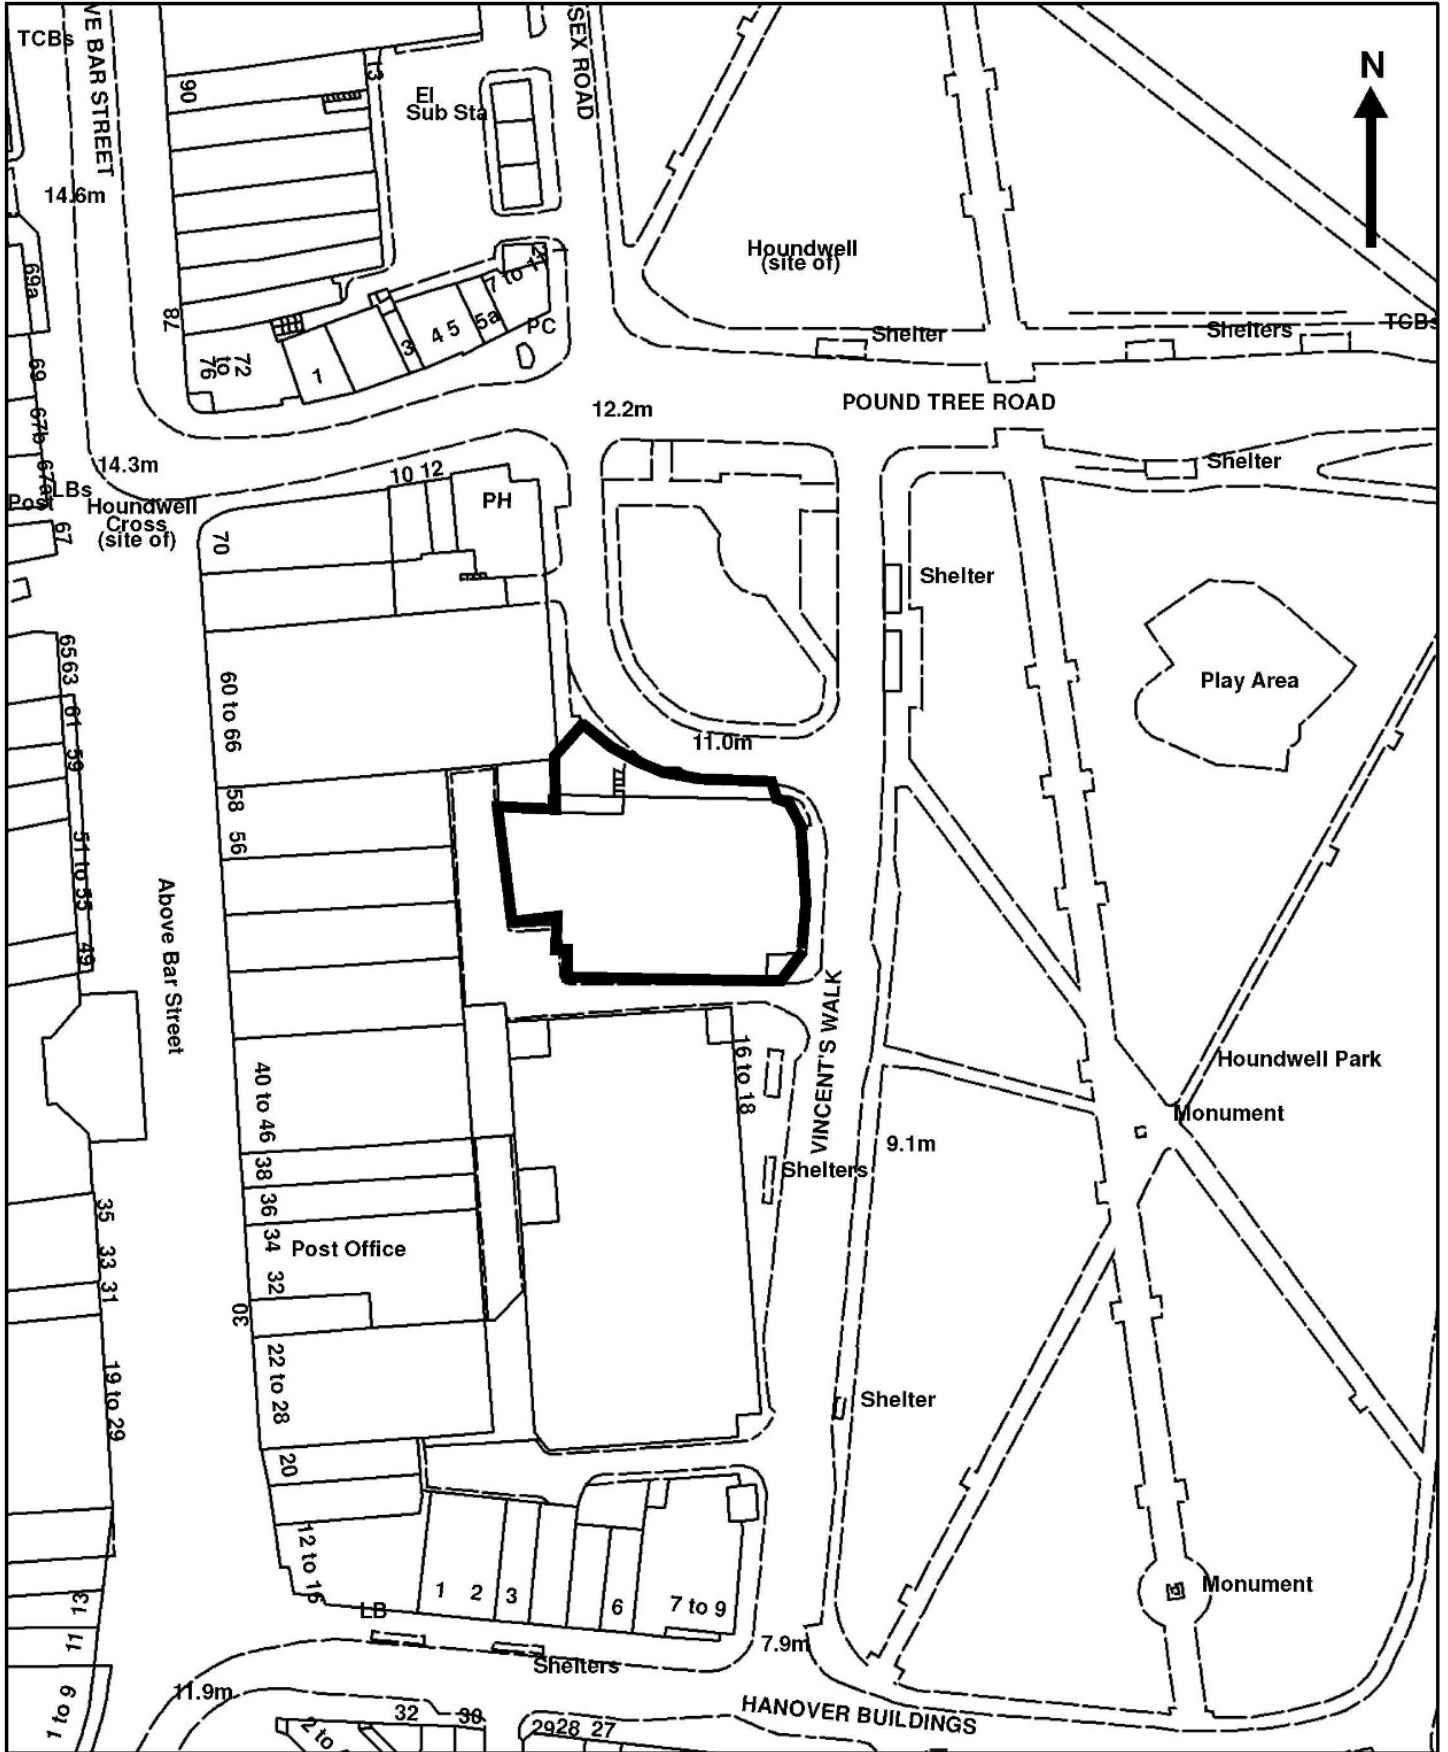 TCBs
VE BAR STREET
SEX ROAD
N
90
13
El
Sub Sta
14.6m
Houndwell
(site of)
69a
87
7 to 11
PC
5a
4 5
3
1
72
to
76
Shelter
Shelters
TCBs
69
12.2m
POUND TREE ROAD
67b
14.3m
67a
LBs
Post
67
Houndwell
Cross
(site of)
10 12
PH
70
Shelter
Shelter
65
63
61
59
60 to 66
Play Area
11.0m
58
56
51 to 55
49
Above Bar Street
VINCENT'S WALK
16 to 18
40 to 46
Houndwell Park
Monument
9.1m
Shelters
38
36
34
32
30
Post Office
35
33
31
22 to 28
19 to 29
Shelter
20
12 to 16
1
2
3
6
7 to 9
LB
Shelters
Monument
13
11
1 to 9
7.9m
11.9m
HANOVER BUILDINGS
32
30
2 to
29
28
27